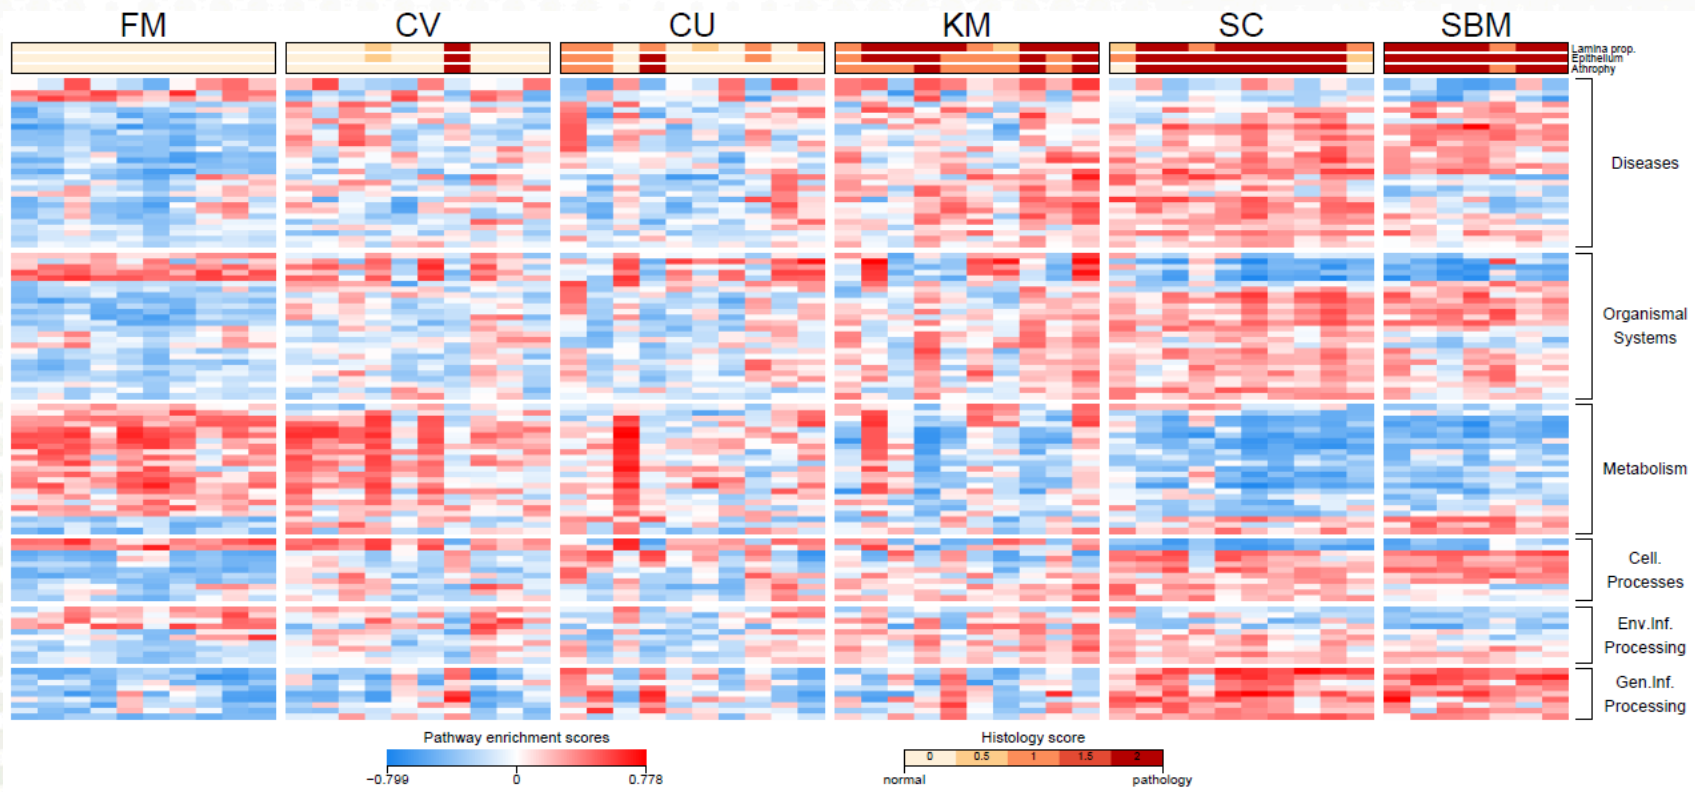 FM CV CU KM SC SBM
Lamina prop.
Epithelium
Athrophy
Diseases
Organismal
Systems
Metabolism
Cell.
Processes
Env.Inf.
Processing
Gen.Inf.
Processing
Pathway enrichment scores
−0.799 0 0.778
Histology score
0 0.5 1 1.5 2
normal pathology